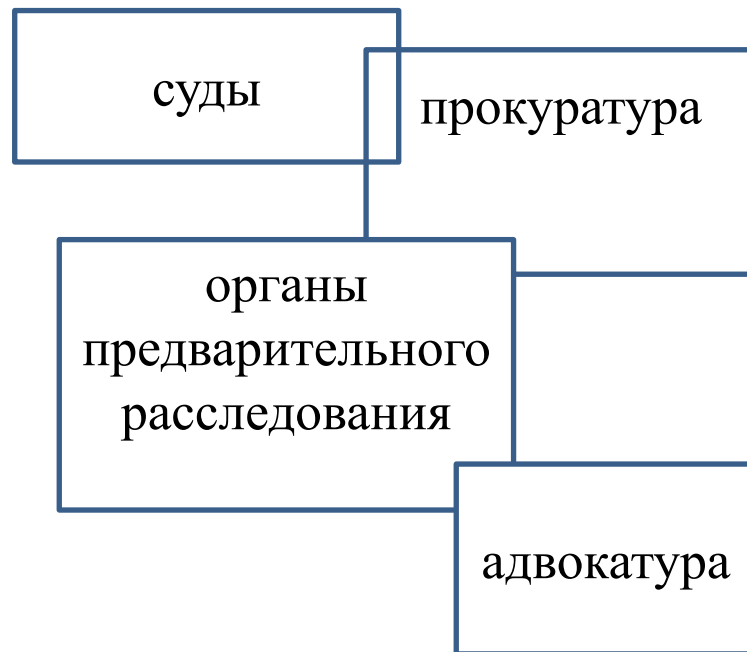 суды
прокуратура
органы
предварительного
расследования
адвокатура